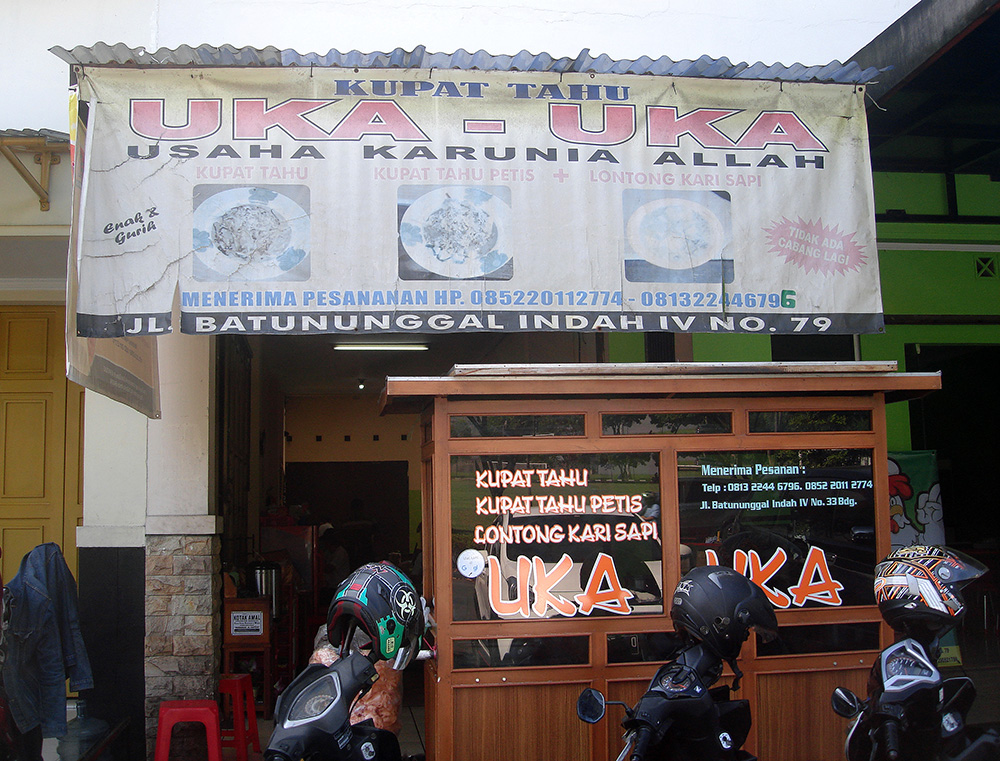 KUPAT TAHU
UKA - UKA
USAHA KARUNIA ALLAH
KUPAT TAHU KUPAT TAHU PETIS + LONTONG KARI SAPI
Enak &
Gurih
TIDAK ADA
CABANG LAGI
MENERIMA PESANANAN HP. 085220112774 - 081322446796
JL. BATUNUNGGAL INDAH IV NO. 79
KUPAT TAHU
KUPAT TAHU PETIS
LONTONG KARI SAPI
UKA
Menerima Pesanan :
Telp : 0813 2244 6796. 0852 2011 2774
Jl. Batununggal Indah IV No. 33 Bdg.
UKA
KOTAK AMAL